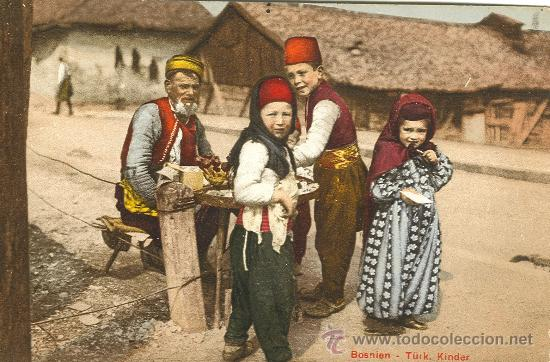 Bosnien - Türk. Kinder
www.todocoleccion.net